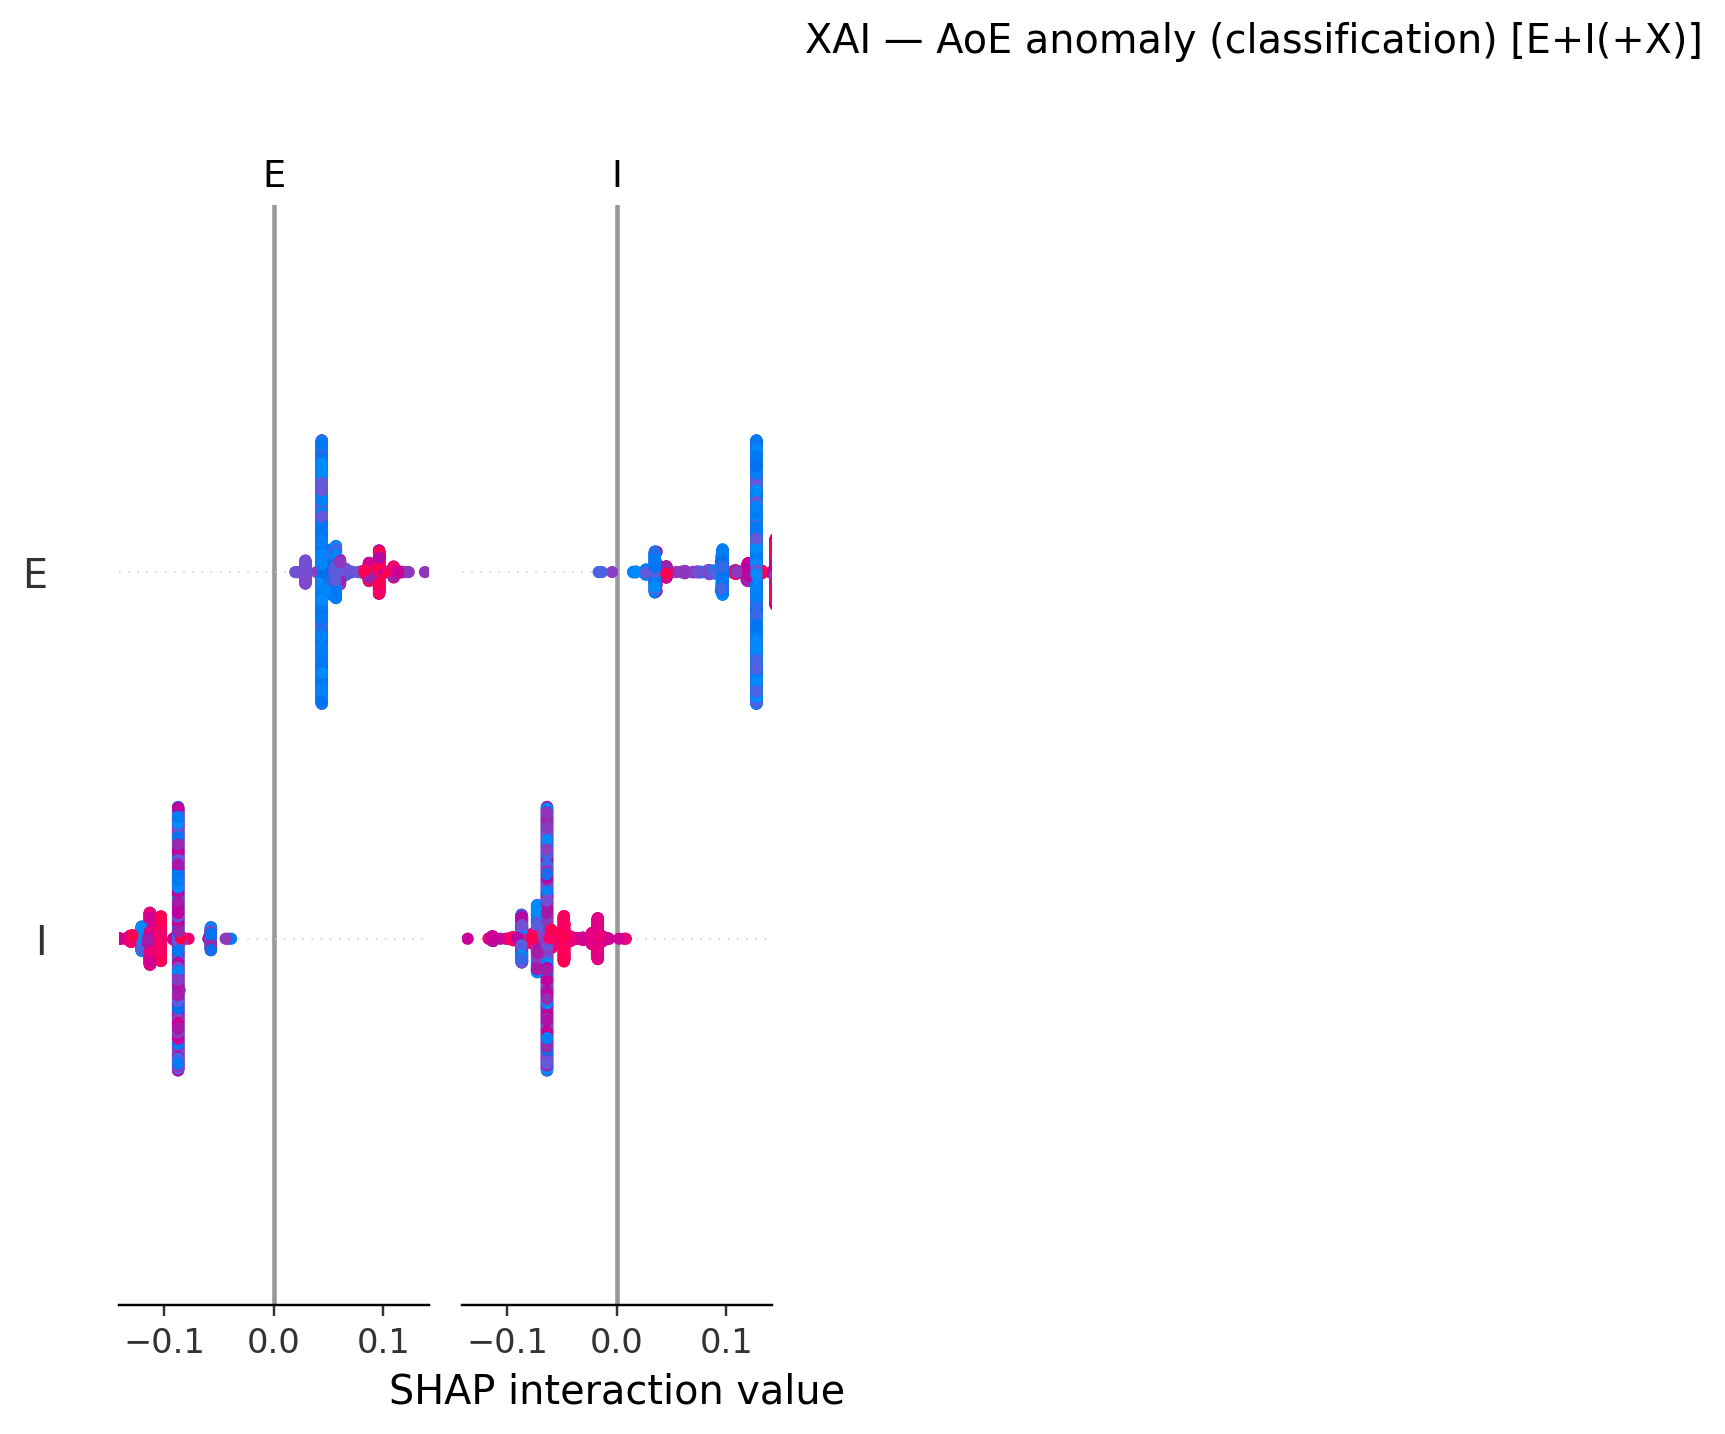 XAI — AoE anomaly (classification) [E+I(+X)]
E I
E
I
−0.1 0.0 0.1 −0.1 0.0 0.1
SHAP interaction value